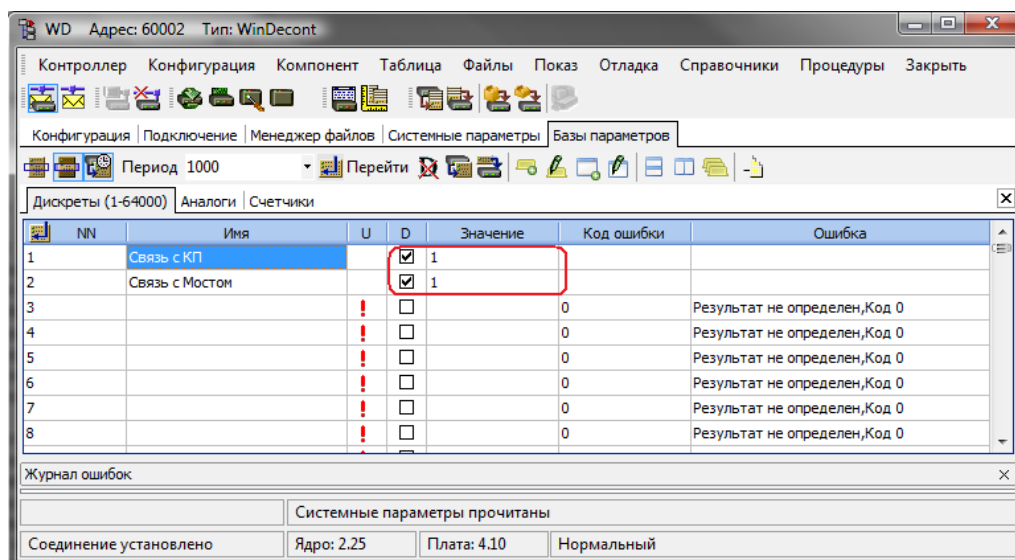 WD Адрес: 60002 Тип: WinDecont
Контроллер Конфигурация Компонент Таблица Файлы Показ Отладка Справочники Процедуры Закрыть
Конфигурация Подключение Менеджер файлов Системные параметры Базы параметров
Период 1000 Перейти
Дискреты (1-64000) Аналоги Счетчики
NN Имя U D Значение Код ошибки Ошибка
1 Связь с КП 1
2 Связь с Мостом 1
3 0 Результат не определен,Код 0
4 0 Результат не определен,Код 0
5 0 Результат не определен,Код 0
6 0 Результат не определен,Код 0
7 0 Результат не определен,Код 0
8 0 Результат не определен,Код 0
Журнал ошибок
Системные параметры прочитаны
Соединение установлено Ядро: 2.25 Плата: 4.10 Нормальный